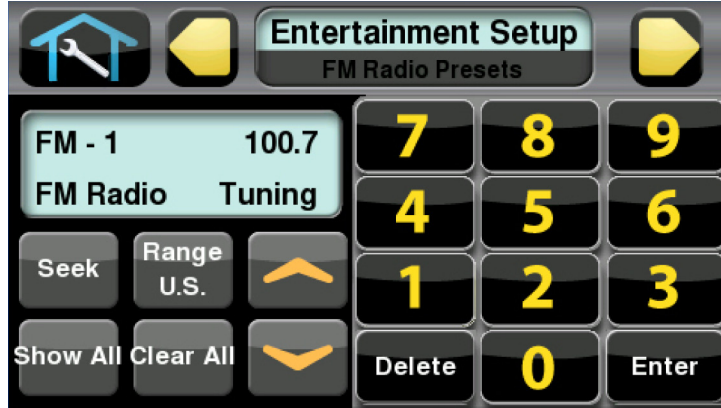 Entertainment Setup
FM Radio Presets
FM - 1 100.7
FM Radio Tuning
7 8 9
4 5 6
Seek
Range
U.S.
1 2 3
Show All Clear All
Delete 0 Enter